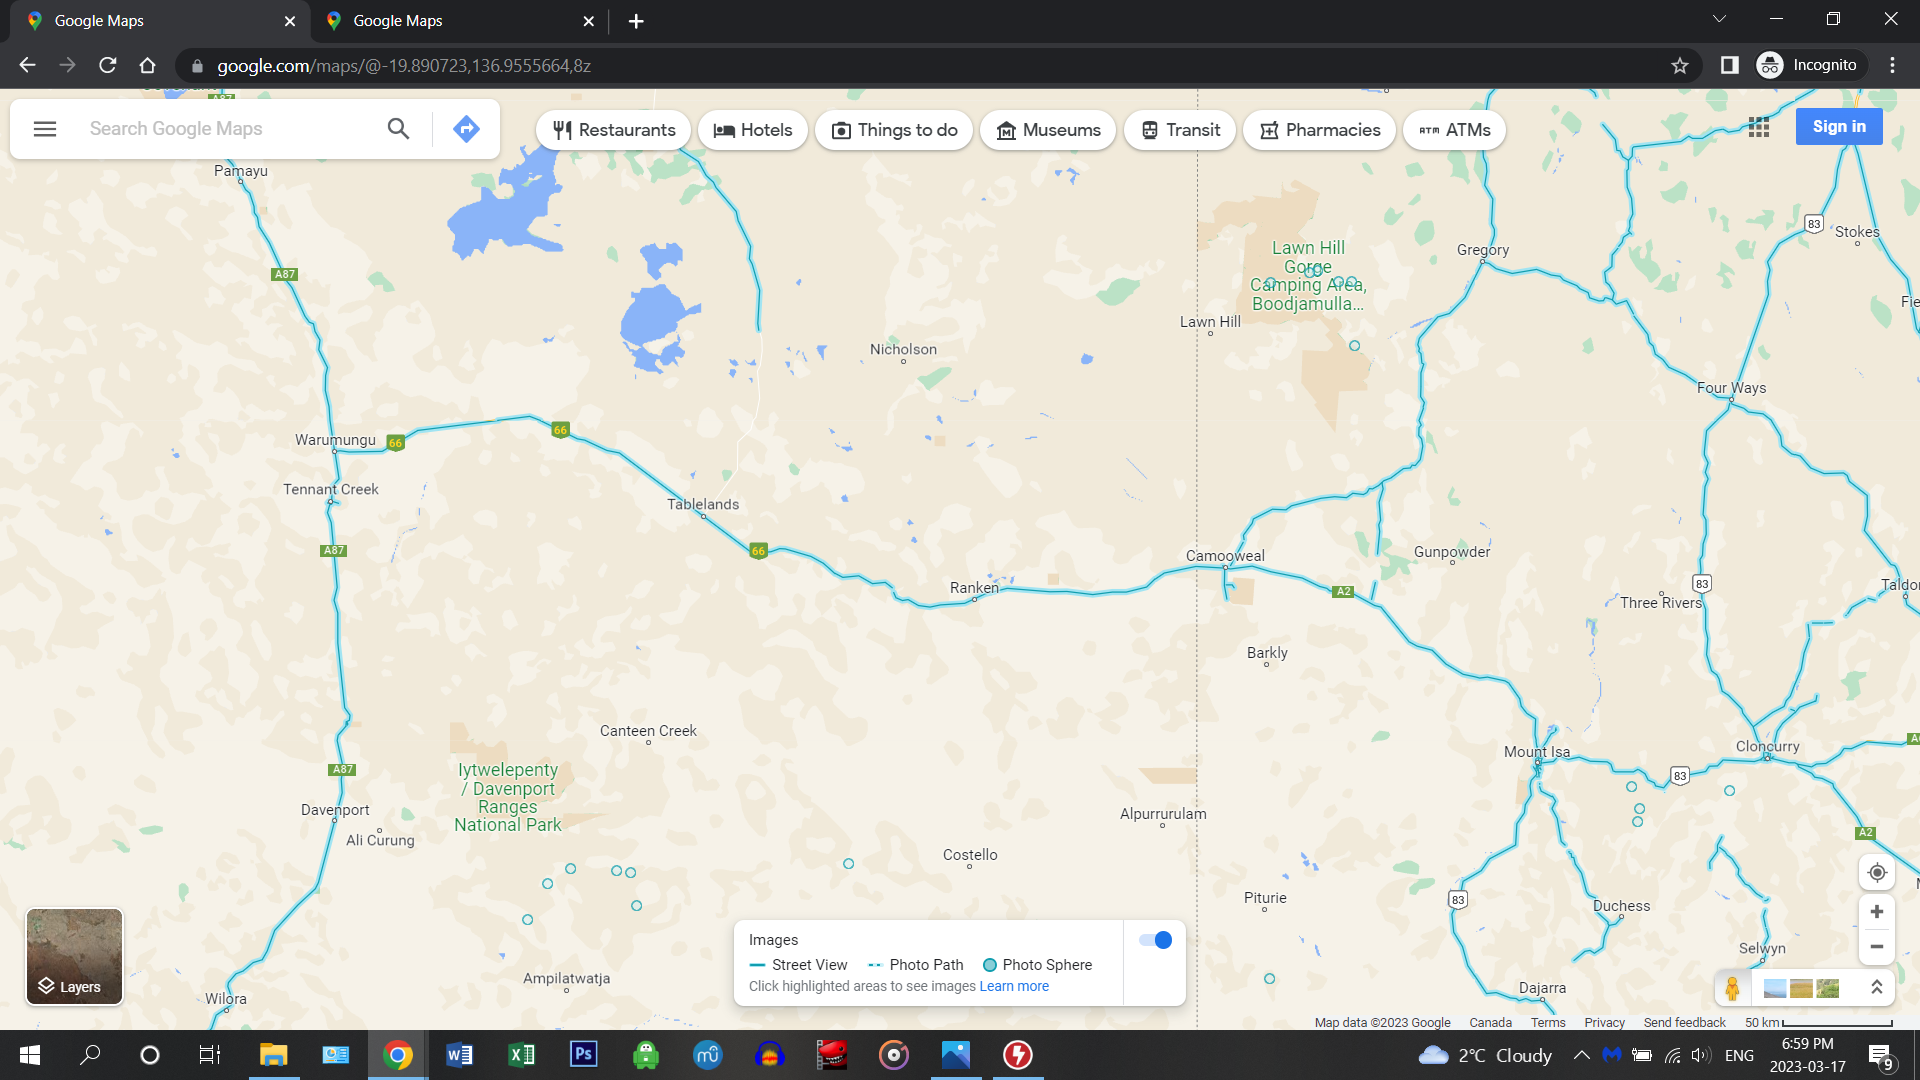 Google Maps
Google Maps
google.com/maps/@-19.890723,136.9555664,8z
Incognito
A87
Search Google Maps
Restaurants
Hotels
Things to do
Museums
Transit
Pharmacies
ATM ATMs
Sign in
Pamayu
83
Stokes
Lawn Hill
Gorge
Camping Area,
Boodjamulla...
Gregory
A87
Fie
Lawn Hill
Nicholson
Four Ways
Warumungu
66
66
Tennant Creek
Tablelands
A87
66
Camooweal
Gunpowder
Ranken
A2
83
Taldor
Three Rivers
Barkly
Canteen Creek
Mount Isa
Cloncurry
83
A87
Iytwelepenty
/ Davenport
Ranges
National Park
Davenport
Ali Curung
Alpurrurulam
A2
Costello
Piturie
83
Duchess
Selwyn
Ampilatwatja
Dajarra
Wilora
Layers
Images
Street View
Photo Path
Photo Sphere
Click highlighted areas to see images Learn more
Map data ©2023 Google
Canada
Terms
Privacy
Send feedback
50 km
W
X
Ps
mu
2°C Cloudy
ENG
6:59 PM
2023-03-17
9